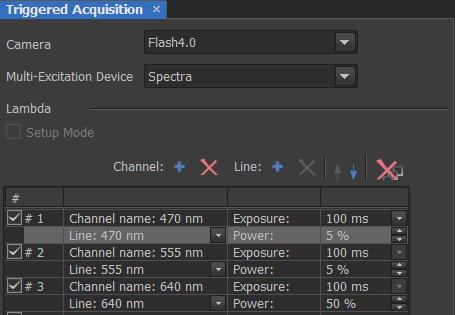 Triggered Acquisition ×
Camera Flash4.0
Multi-Excitation Device Spectra
Lambda
Setup Mode
Channel: Line:
#
# 1 Channel name: 470 nm Exposure: 100 ms
Line: 470 nm Power: 5 %
# 2 Channel name: 555 nm Exposure: 100 ms
Line: 555 nm Power: 5 %
# 3 Channel name: 640 nm Exposure: 100 ms
Line: 640 nm Power: 50 %